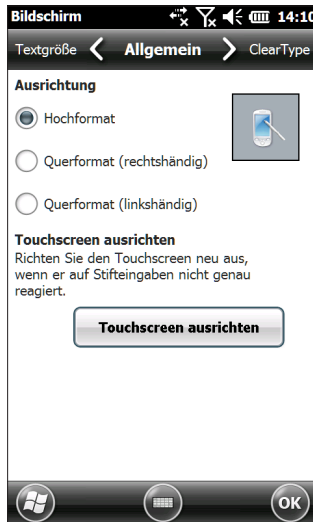 Bildschirm 14:10
Textgröße Allgemein ClearType
Ausrichtung
Hochformat
Querformat (rechtshändig)
Querformat (linkshändig)
Touchscreen ausrichten
Richten Sie den Touchscreen neu aus,
wenn er auf Stifteingaben nicht genau
reagiert.
Touchscreen ausrichten
OK